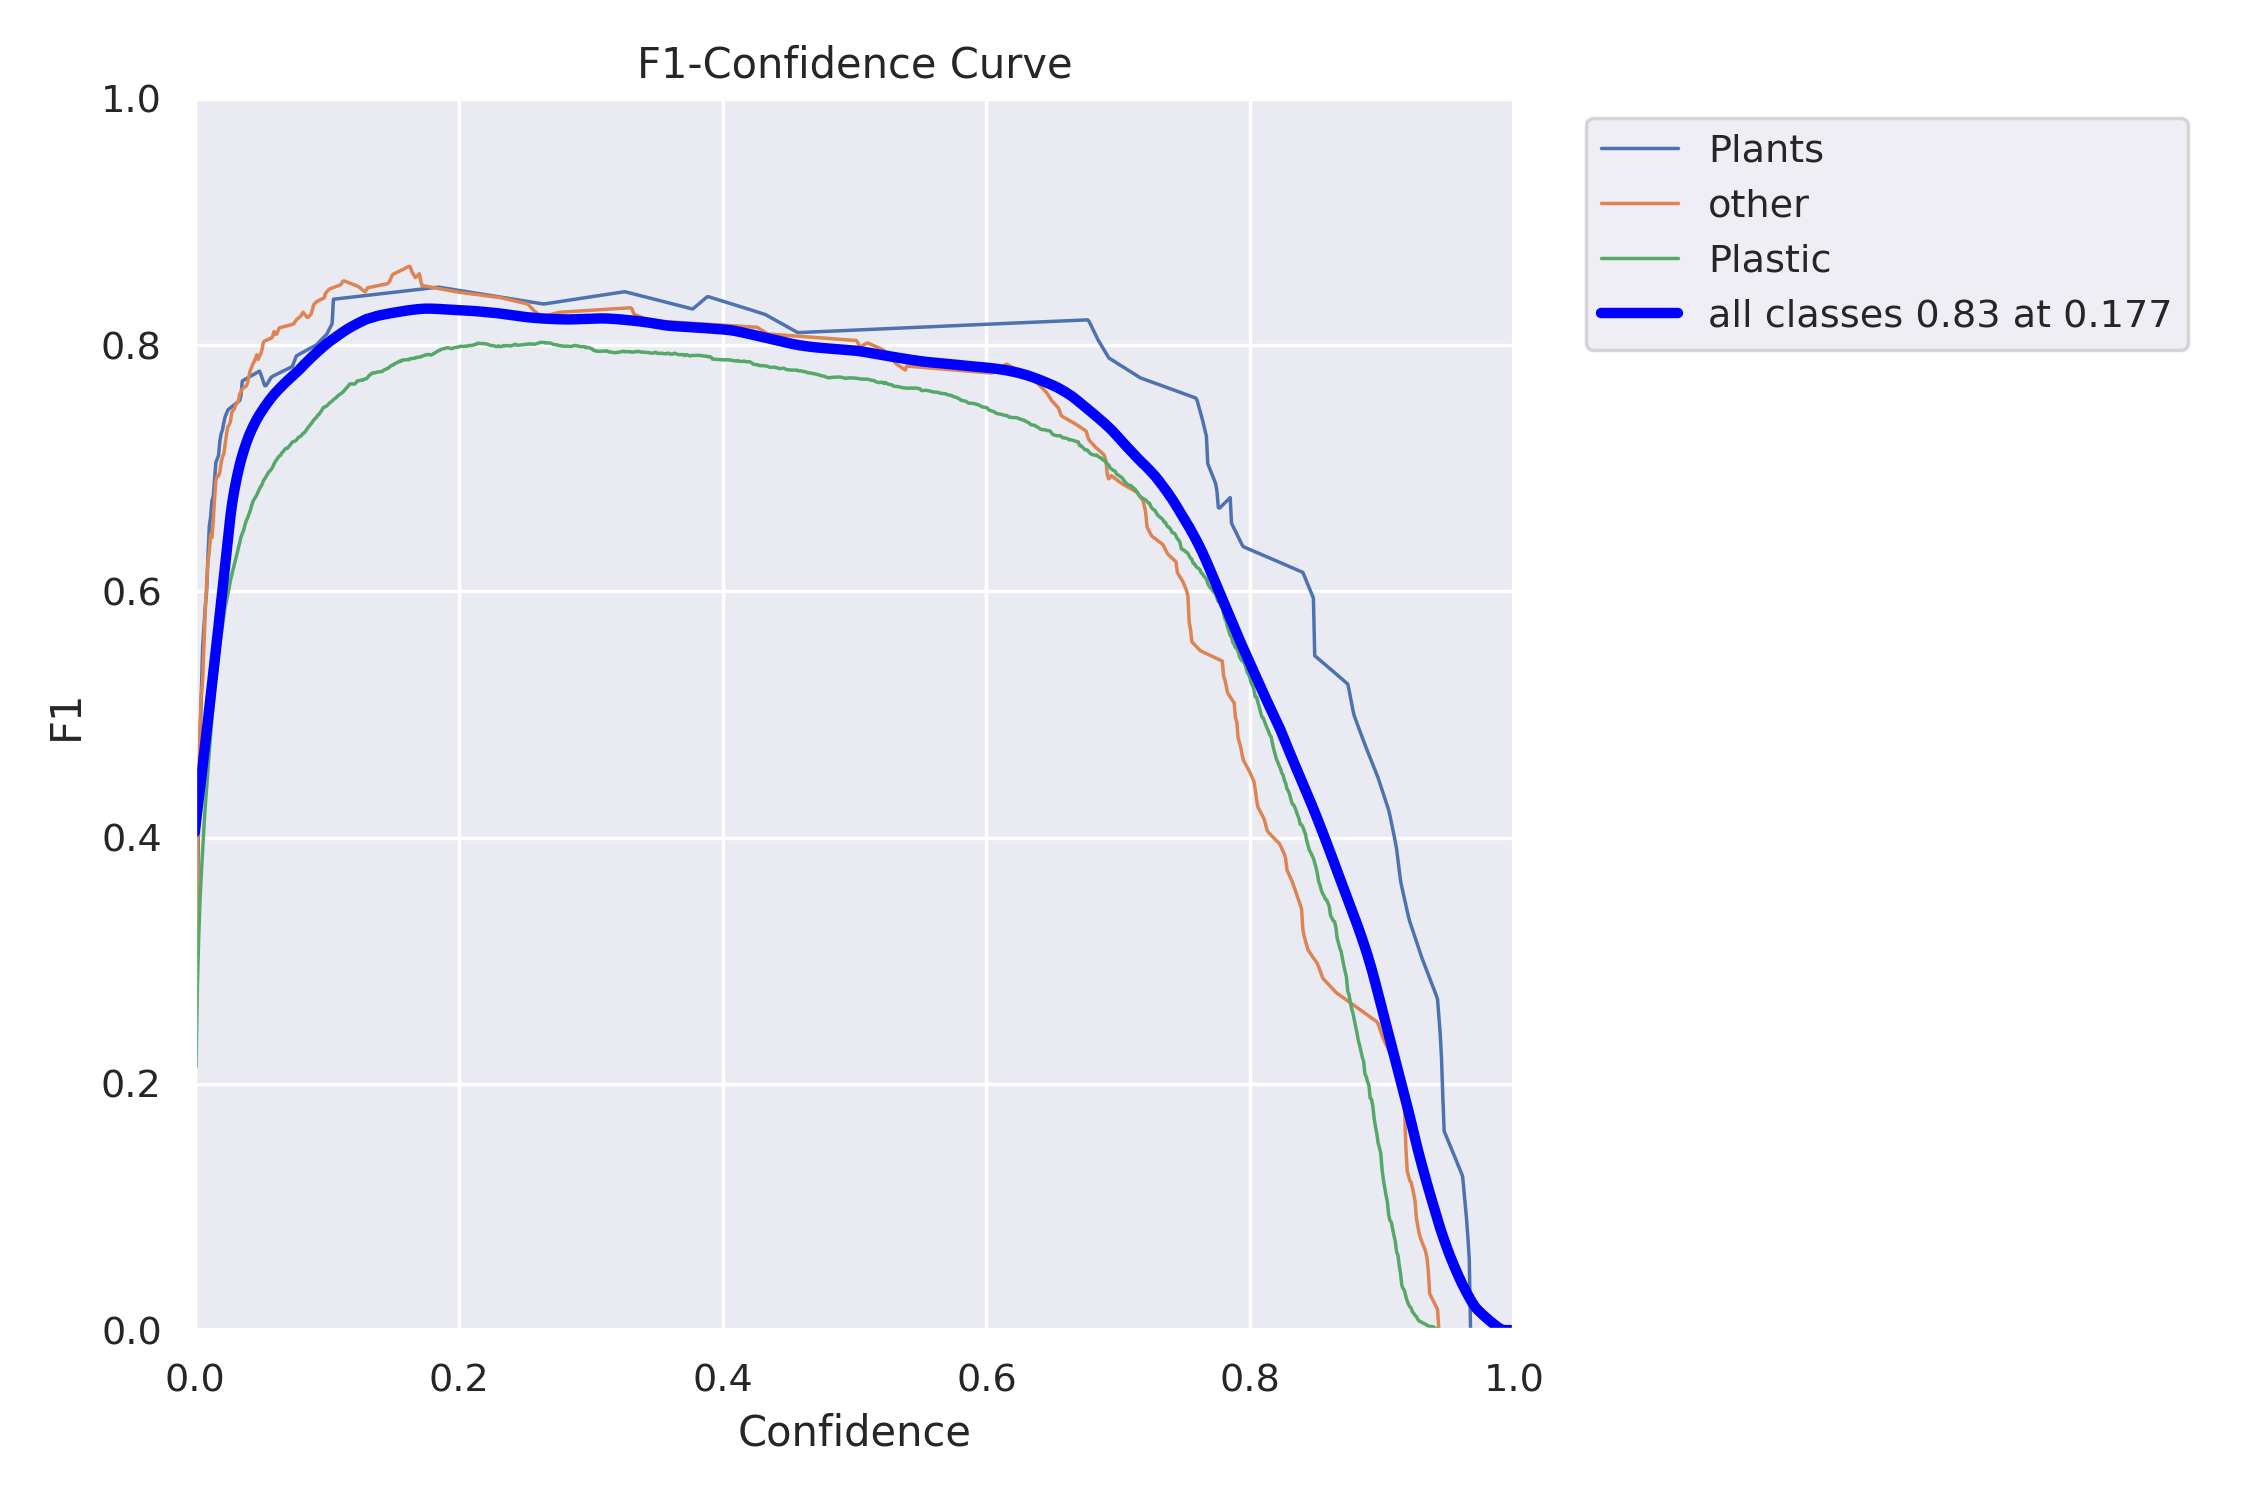 F1-Confidence Curve
1.0
0.8
0.6
0.4
0.2
0.0
F1
0.0 0.2 0.4 0.6 0.8 1.0
Confidence
Plants
other
Plastic
all classes 0.83 at 0.177